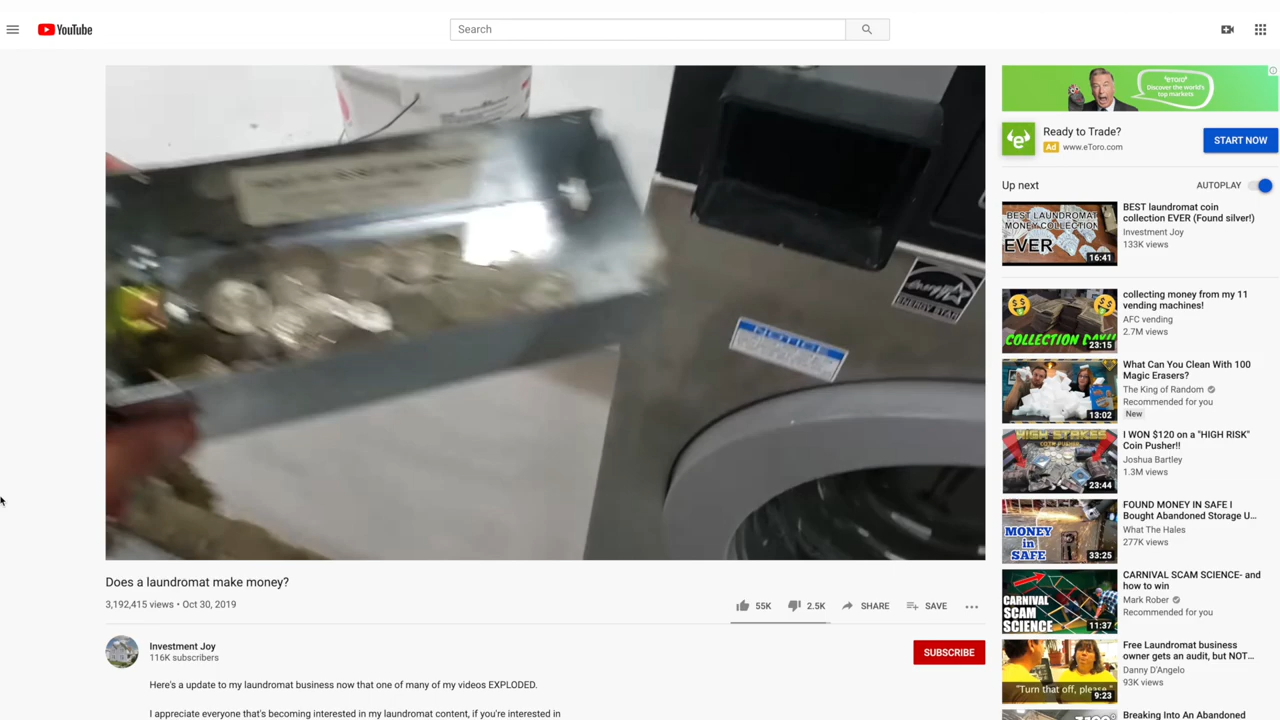 YouTube
Search
eTORO
Discover the world's
top markets
Ready to Trade?
Ad www.eToro.com
START NOW
Up next
AUTOPLAY
BEST LAUNDROMAT
MONEY COLLECTION
EVER
16:41
BEST laundromat coin
collection EVER (Found silver!)
Investment Joy
133K views
COLLECTION DAY!!
23:15
collecting money from my 11
vending machines!
AFC vending
2.7M views
13:02
What Can You Clean With 100
Magic Erasers?
The King of Random
Recommended for you
New
HIGH STAKES
COIN PUSHER
23:44
I WON $120 on a "HIGH RISK"
Coin Pusher!!
Joshua Bartley
1.3M views
MONEY
in
SAFE
33:25
FOUND MONEY IN SAFE I
Bought Abandoned Storage U...
What The Hales
277K views
CARNIVAL
SCAM
SCIENCE
11:37
CARNIVAL SCAM SCIENCE- and
how to win
Mark Rober
Recommended for you
"Turn that off, please."
9:23
Free Laundromat business
owner gets an audit, but NOT...
Danny D'Angelo
93K views
Breaking Into An Abandoned
NOTICE
ENERGY STAR
Does a laundromat make money?
3,192,415 views • Oct 30, 2019
55K
2.5K
SHARE
SAVE
Investment Joy
116K subscribers
SUBSCRIBE
Here's a update to my laundromat business now that one of many of my videos EXPLODED.
I appreciate everyone that's becoming interested in my laundromat content, if you're interested in